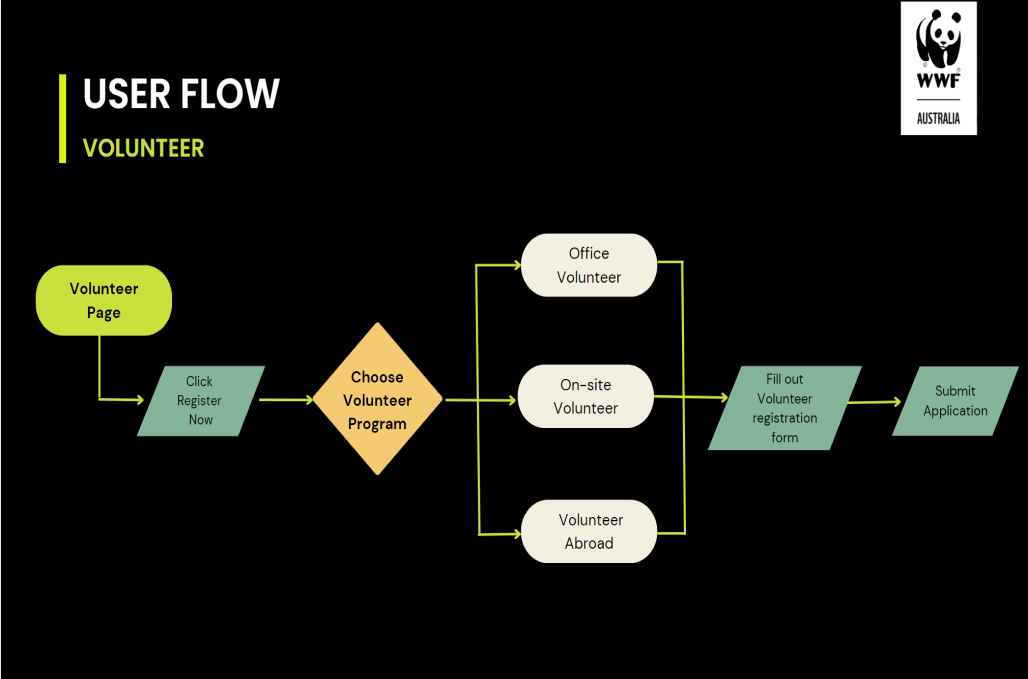 USER FLOW
VOLUNTEER
WWF
AUSTRALIA
Volunteer
Page
Click
Register
Now
Choose
Volunteer
Program
Office
Volunteer
On-site
Volunteer
Volunteer
Abroad
Fill out
Volunteer
registration
form
Submit
Application